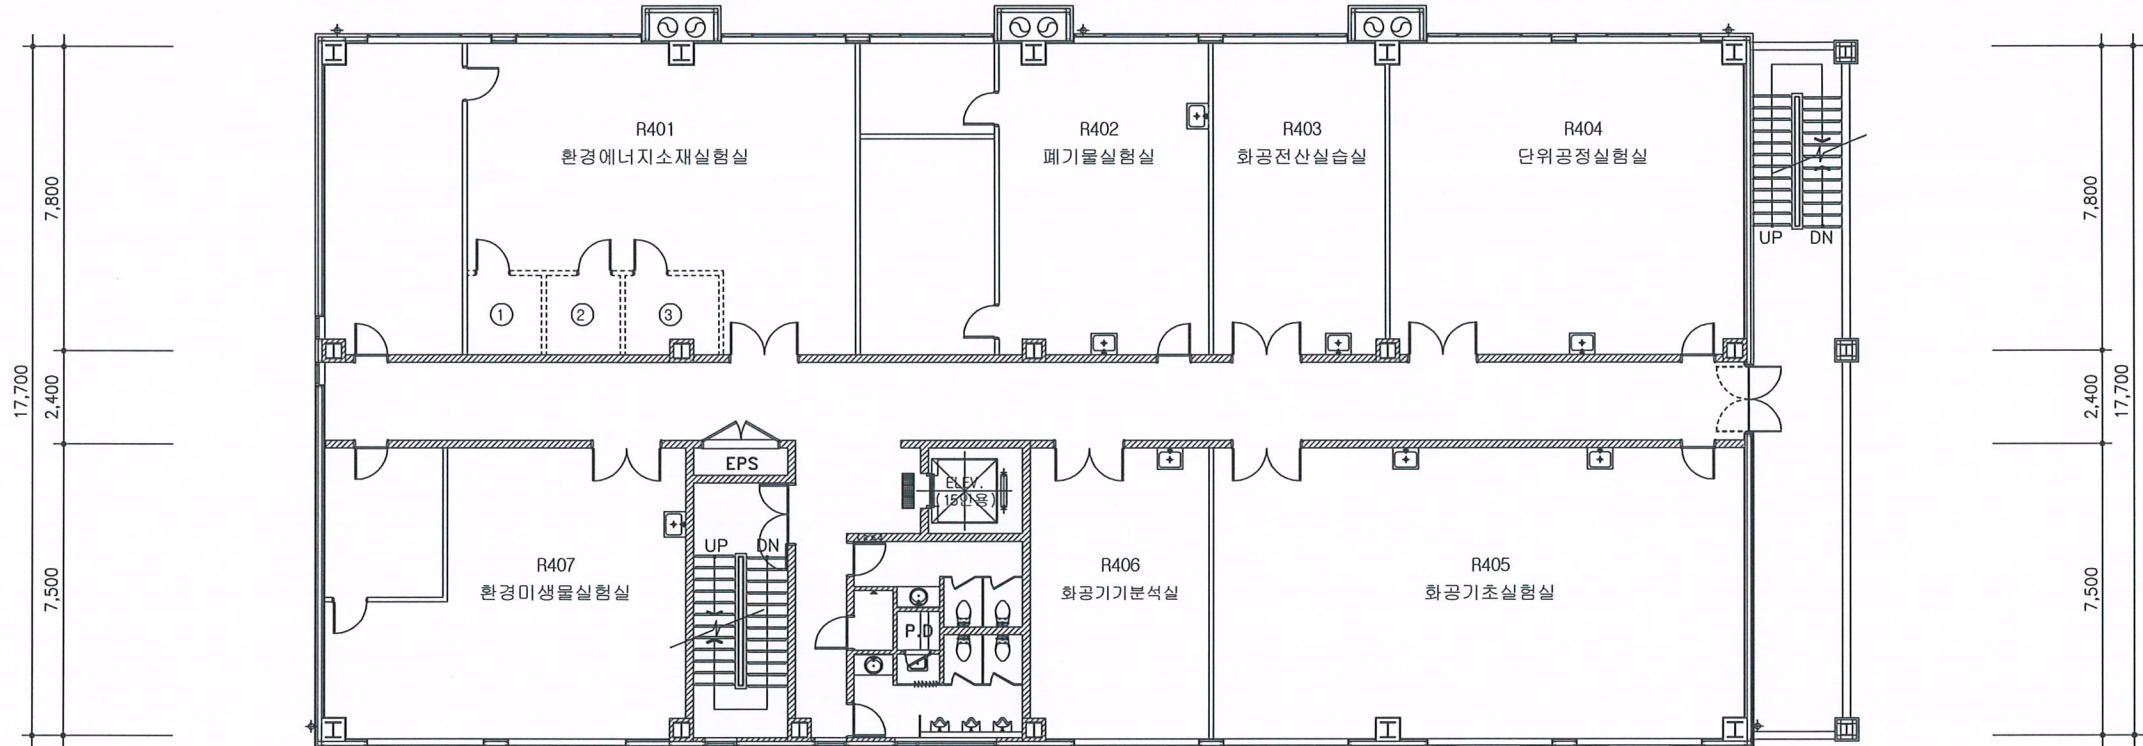 R401
환경에너지소재실험실
R402
폐기물실험실
R403
화공전산실습실
R404
단위공정실험실
7,800
7,800
UP DN
① ② ③
17,700
2,400
2,400
17,700
EPS
ELEV.
(15인용)
UP DN
R407
환경미생물실험실
P.D
R406
화공기기분석실
R405
화공기초실험실
7,500
7,500